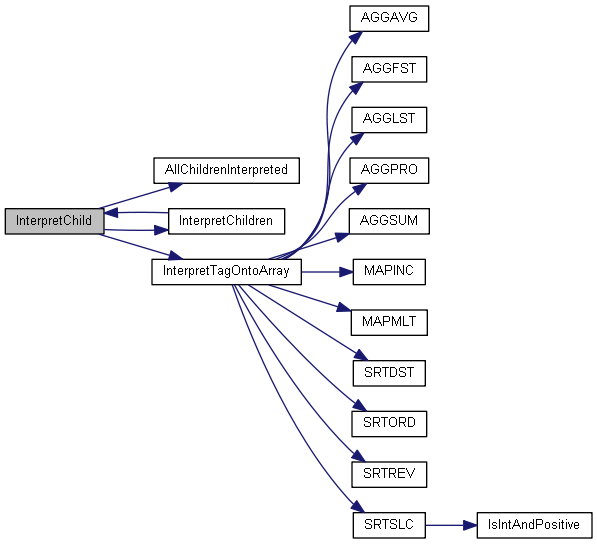 AGGAVG
AGGFST
AGGLST
AllChildrenInterpreted
AGGPRO
InterpretChild
InterpretChildren
AGGSUM
InterpretTagOntoArray
MAPINC
MAPMLT
SRTDST
SRTORD
SRTREV
SRTSLC
IsIntAndPositive